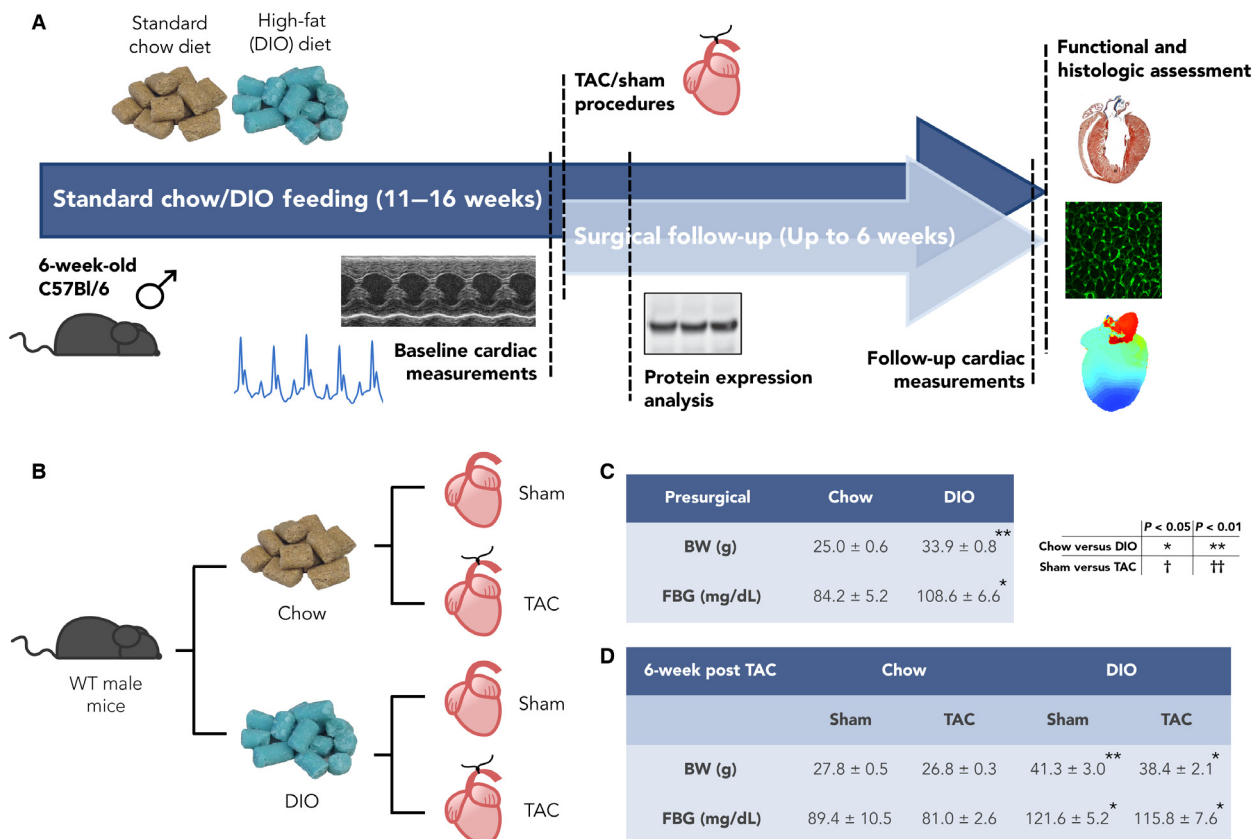 A
Standard
chow diet
High-fat
(DIO) diet
TAC/sham
procedures
Functional and
histologic assessment
Standard chow/DIO feeding (11–16 weeks)
Surgical follow-up (Up to 6 weeks)
6-week-old
C57Bl/6
Baseline cardiac
measurements
Protein expression
analysis
Follow-up cardiac
measurements
B
WT male
mice
Chow
DIO
Sham
TAC
Sham
TAC
C
Presurgical Chow DIO
BW (g) 25.0 ± 0.6 33.9 ± 0.8**
FBG (mg/dL) 84.2 ± 5.2 108.6 ± 6.6*
P < 0.05 P < 0.01
Chow versus DIO * **
Sham versus TAC † ††
D
6-week post TAC Chow DIO
Sham TAC Sham TAC
BW (g) 27.8 ± 0.5 26.8 ± 0.3 41.3 ± 3.0** 38.4 ± 2.1*
FBG (mg/dL) 89.4 ± 10.5 81.0 ± 2.6 121.6 ± 5.2* 115.8 ± 7.6*